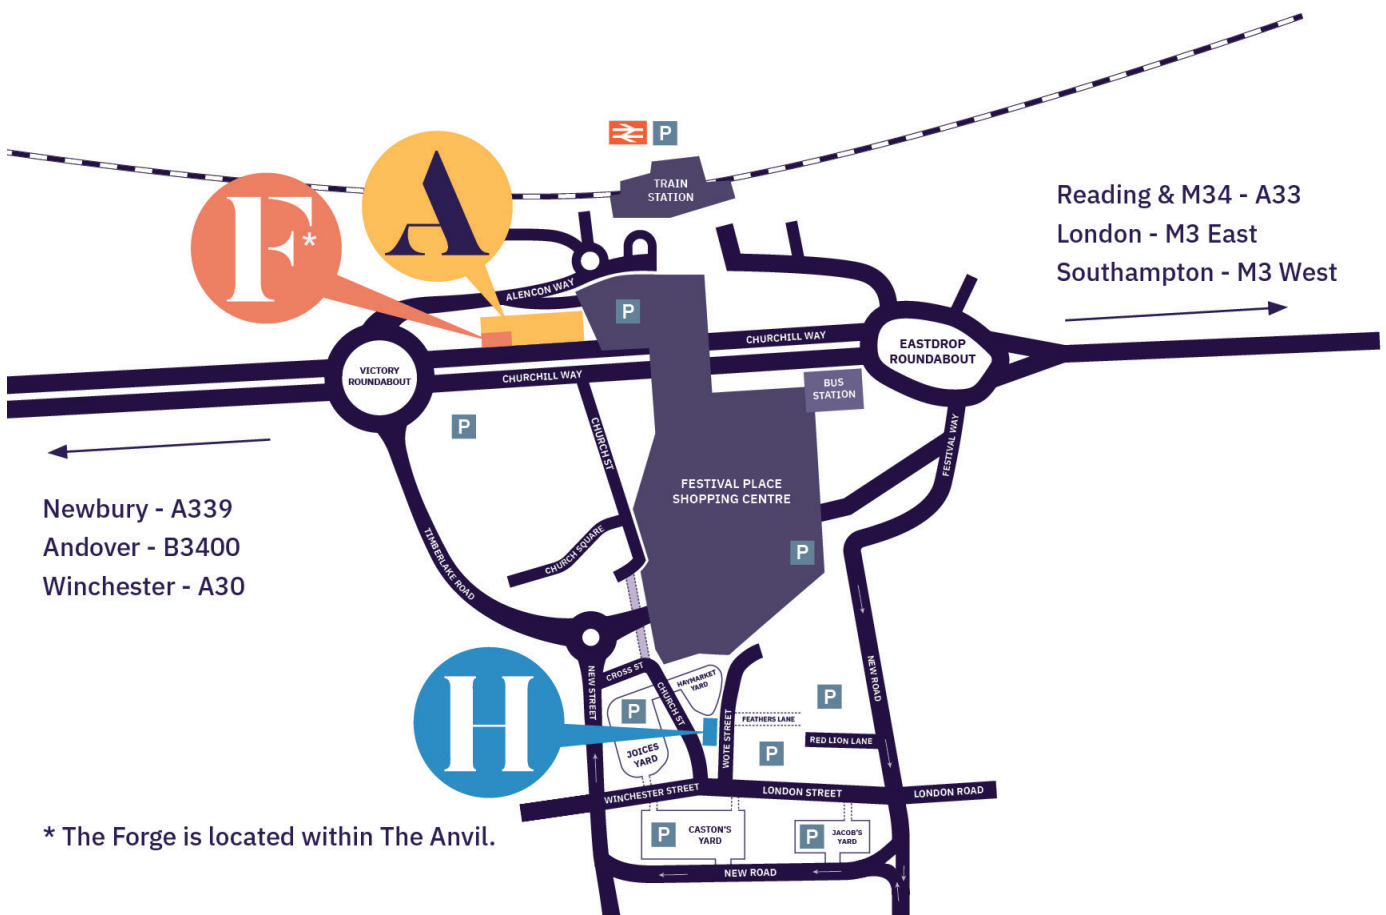 P
TRAIN
STATION
A
F*
Reading & M34 - A33
London - M3 East
Southampton - M3 West
ALENCON WAY
P
CHURCHILL WAY
EASTDROP
ROUNDABOUT
VICTORY
ROUNDABOUT
CHURCHILL WAY
BUS
STATION
P
CHURCH ST
FESTIVAL WAY
FESTIVAL PLACE
SHOPPING CENTRE
Newbury - A339
Andover - B3400
Winchester - A30
TIMBERLAKE ROAD
CHURCH SQUARE
P
H
NEW STREET
CROSS ST
CHURCH ST
HAYMARKET
YARD
NEW ROAD
P
P
WOTE STREET
FEATHERS LANE
JOICES
YARD
P
RED LION LANE
WINCHESTER STREET
LONDON STREET
LONDON ROAD
* The Forge is located within The Anvil.
P
CASTON'S
YARD
P
JACOB'S
YARD
NEW ROAD